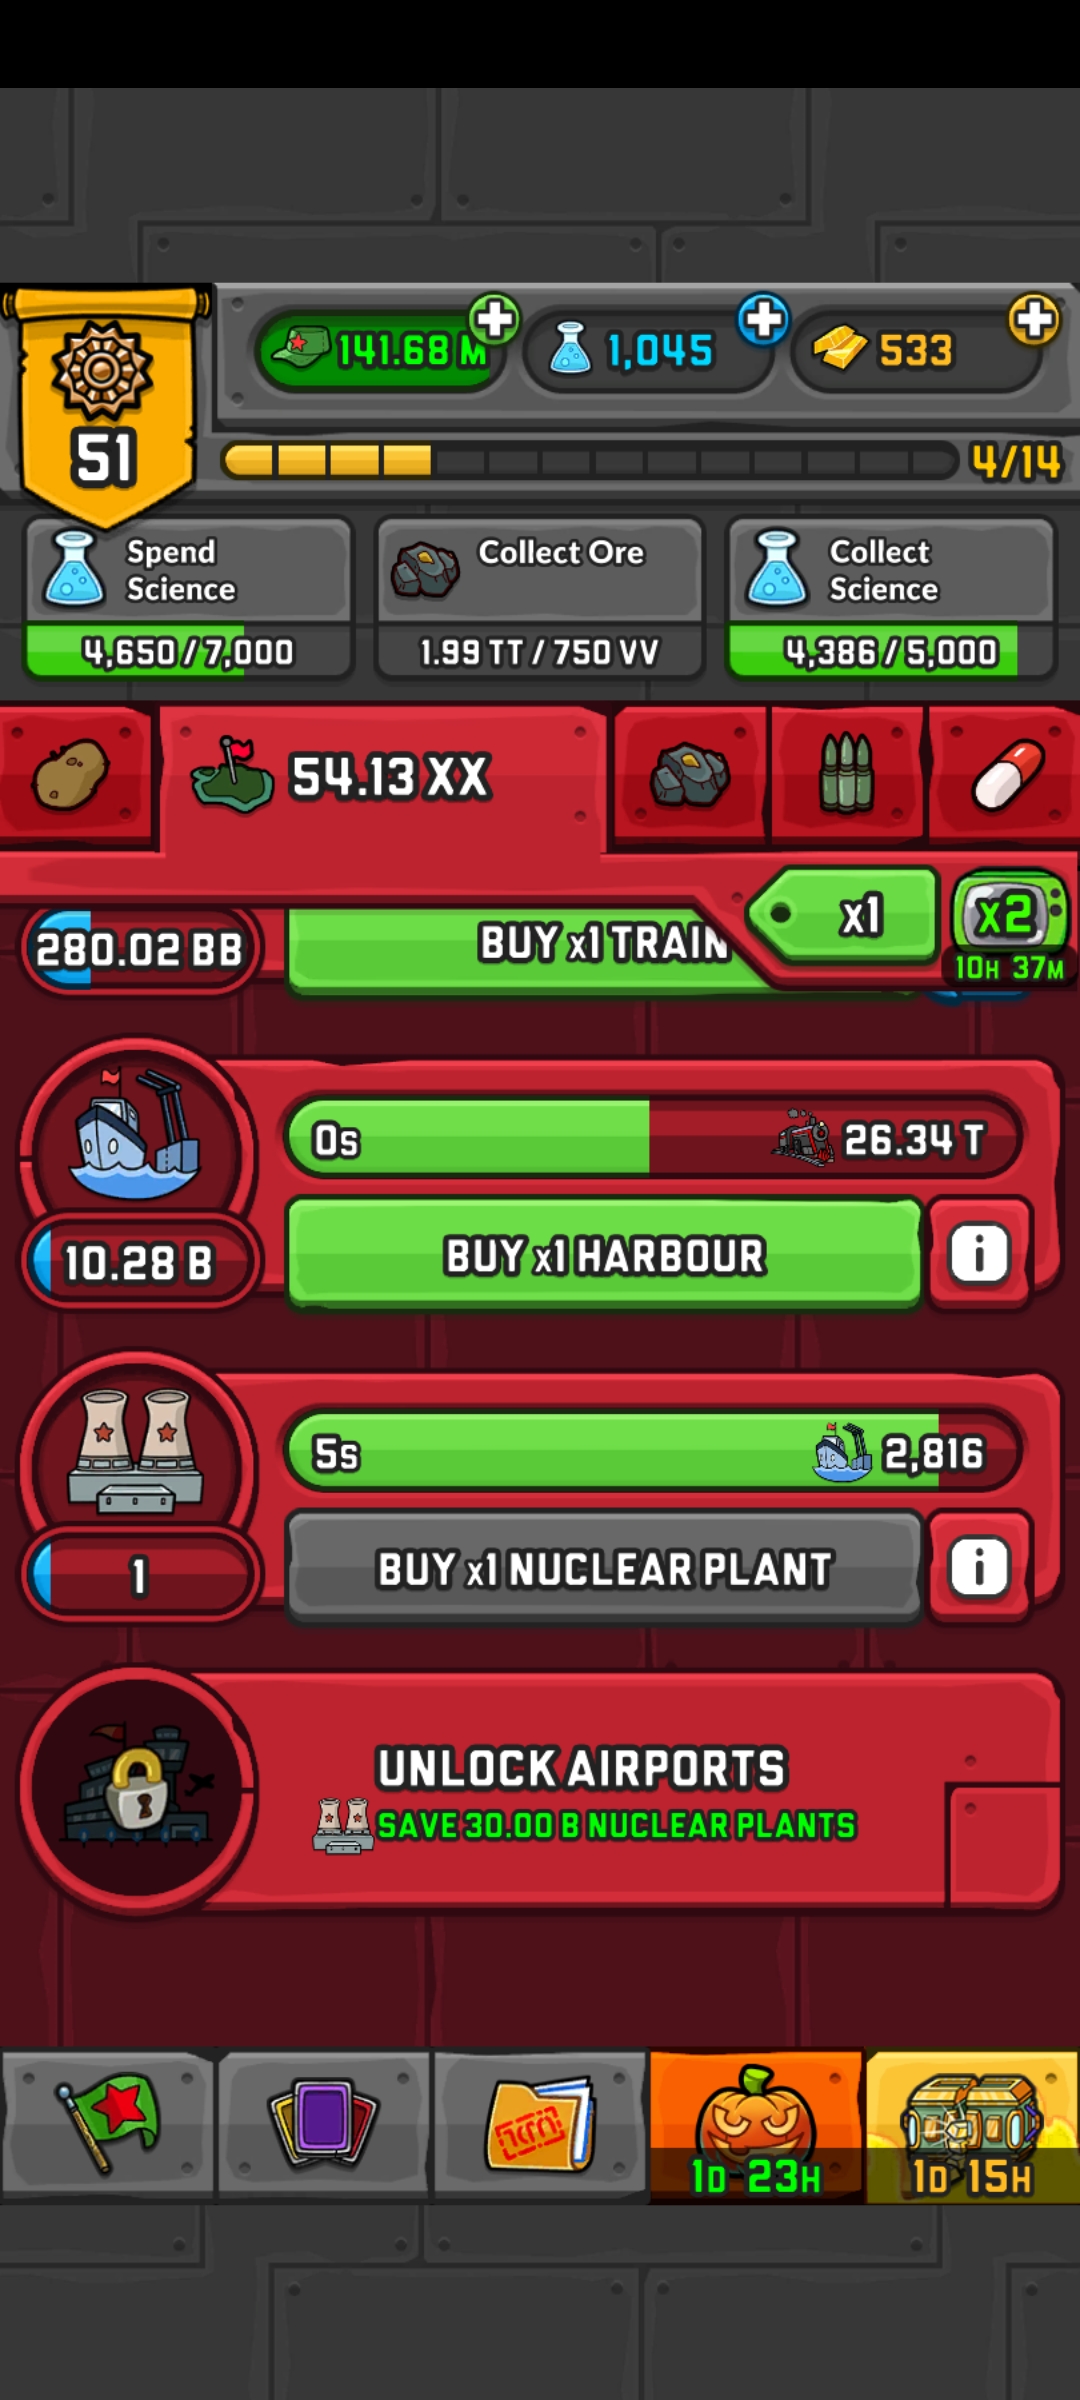 141.68 M
1,045
533
51
4/14
Spend
Science
4,650/7,000
Collect Ore
1.99 TT / 750 VV
Collect
Science
4,386/5,000
54.13 XX
x1
x2
10H 37M
280.02 BB
BUY x1 TRAIN
0s
26.34 T
10.28 B
BUY x1 HARBOUR
i
5s
2,816
1
BUY x1 NUCLEAR PLANT
i
UNLOCK AIRPORTS
SAVE 30.00 B NUCLEAR PLANTS
1D 23H
1D 15H